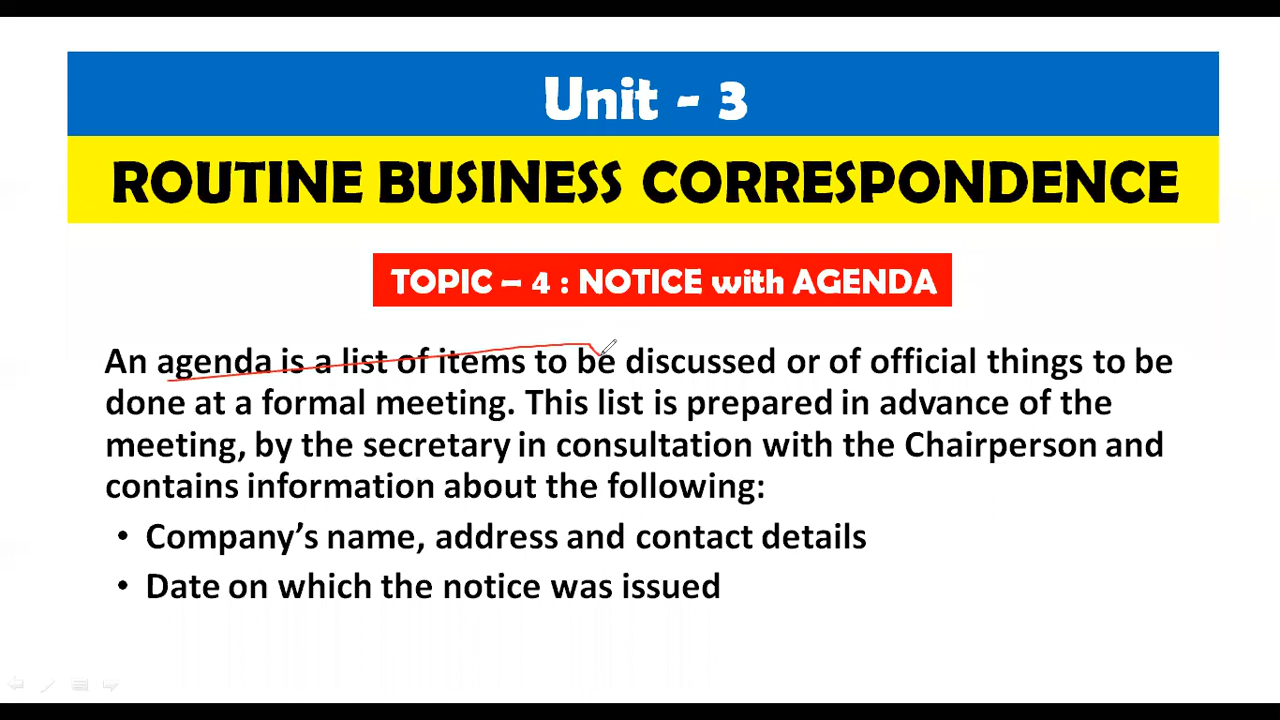 Unit - 3
ROUTINE BUSINESS CORRESPONDENCE
TOPIC – 4 : NOTICE with AGENDA
An agenda is a list of items to be discussed or of official things to be
done at a formal meeting. This list is prepared in advance of the
meeting, by the secretary in consultation with the Chairperson and
contains information about the following:
• Company’s name, address and contact details
• Date on which the notice was issued